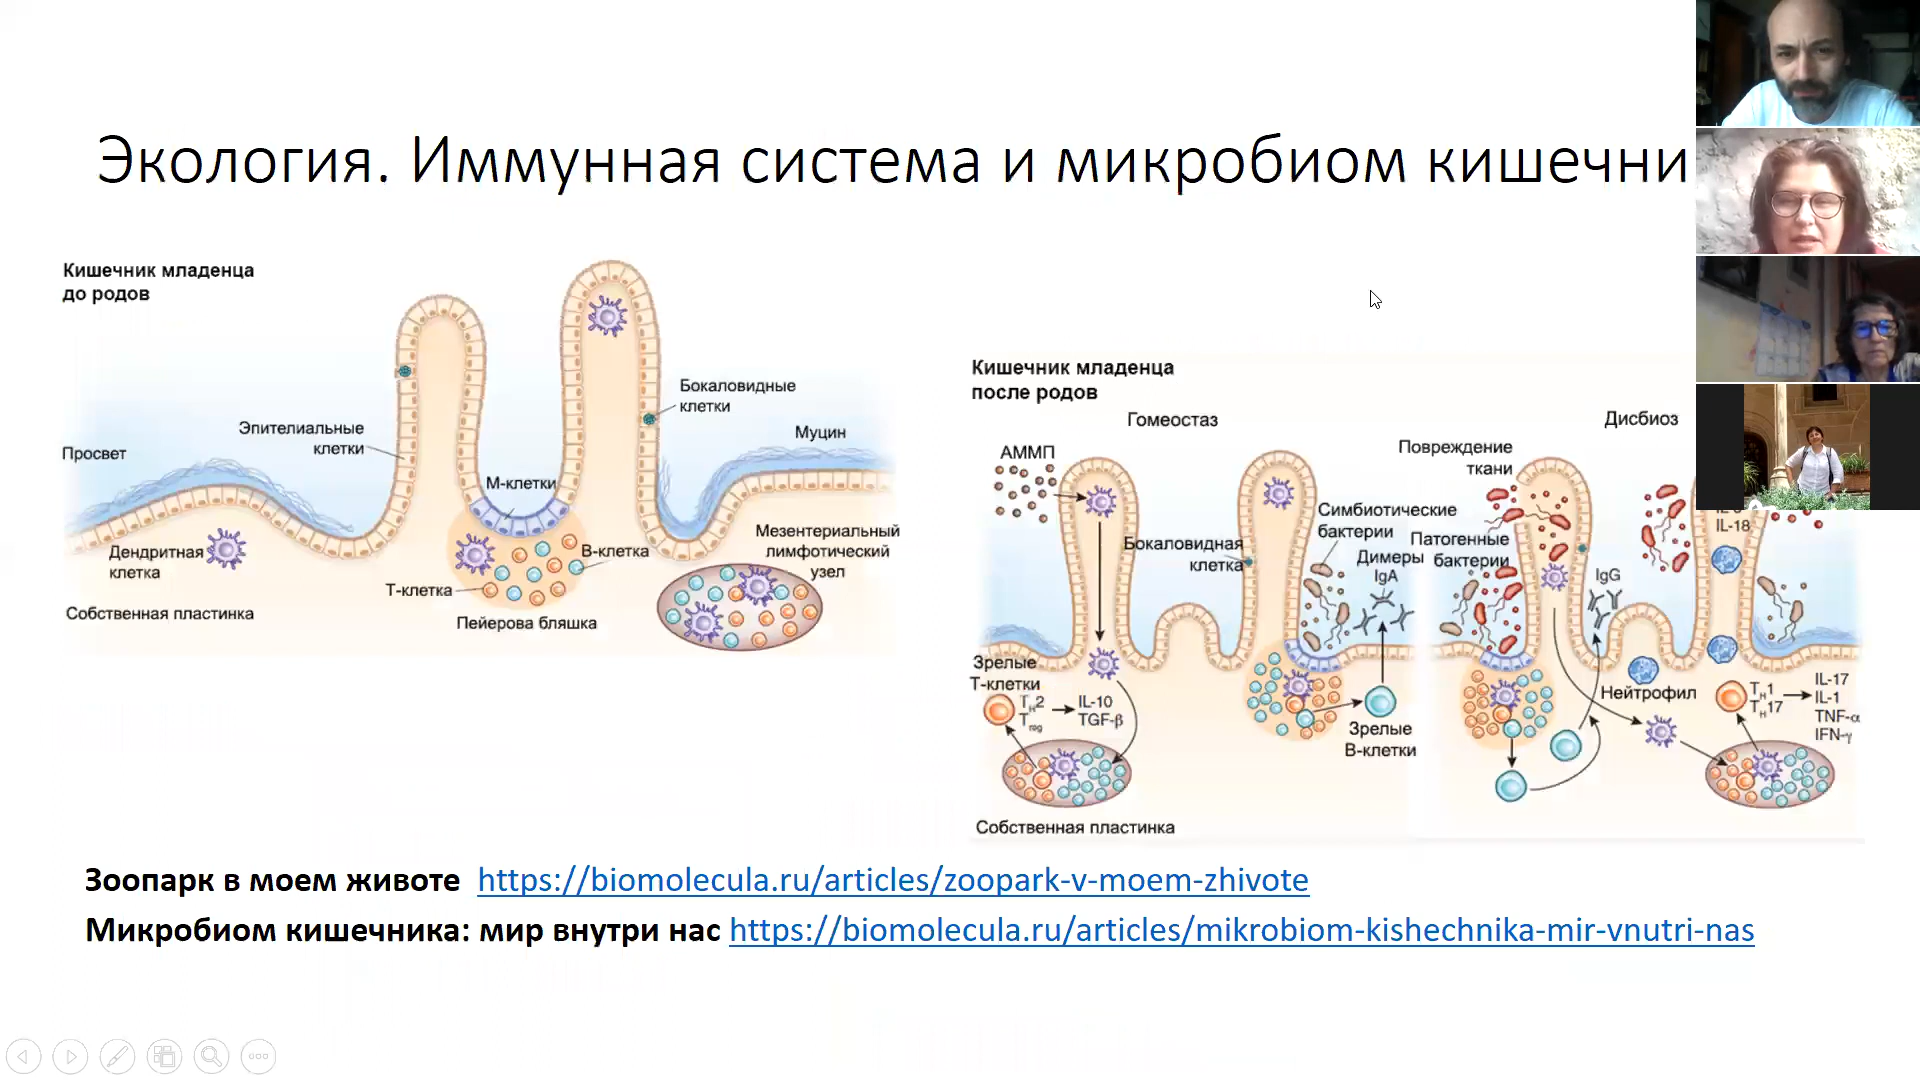 Экология. Иммунная система и микробиом кишечни
Кишечник младенца
до родов
Бокаловидные
клетки
Эпителиальные
клетки
Муцин
Просвет
М-клетки
Мезентериальный
лимфотический
узел
Дендритная
клетка
В-клетка
Т-клетка
Собственная пластинка
Пейерова бляшка
Кишечник младенца
после родов
Гомеостаз
Дисбиоз
АММП
Повреждение
ткани
Симбиотические
бактерии
Бокаловидная
клетка
Димеры
IgA
Патогенные
бактерии
IL-18
IgG
Зрелые
Т-клетки
TH2
Treg
IL-10
TGF-β
Зрелые
В-клетки
Нейтрофил
TH1
TH17
IL-17
IL-1
TNF-α
IFN-γ
Собственная пластинка
Зоопарк в моем животе https://biomolecula.ru/articles/zoopark-v-moem-zhivote
Микробиом кишечника: мир внутри нас https://biomolecula.ru/articles/mikrobiom-kishechnika-mir-vnutri-nas